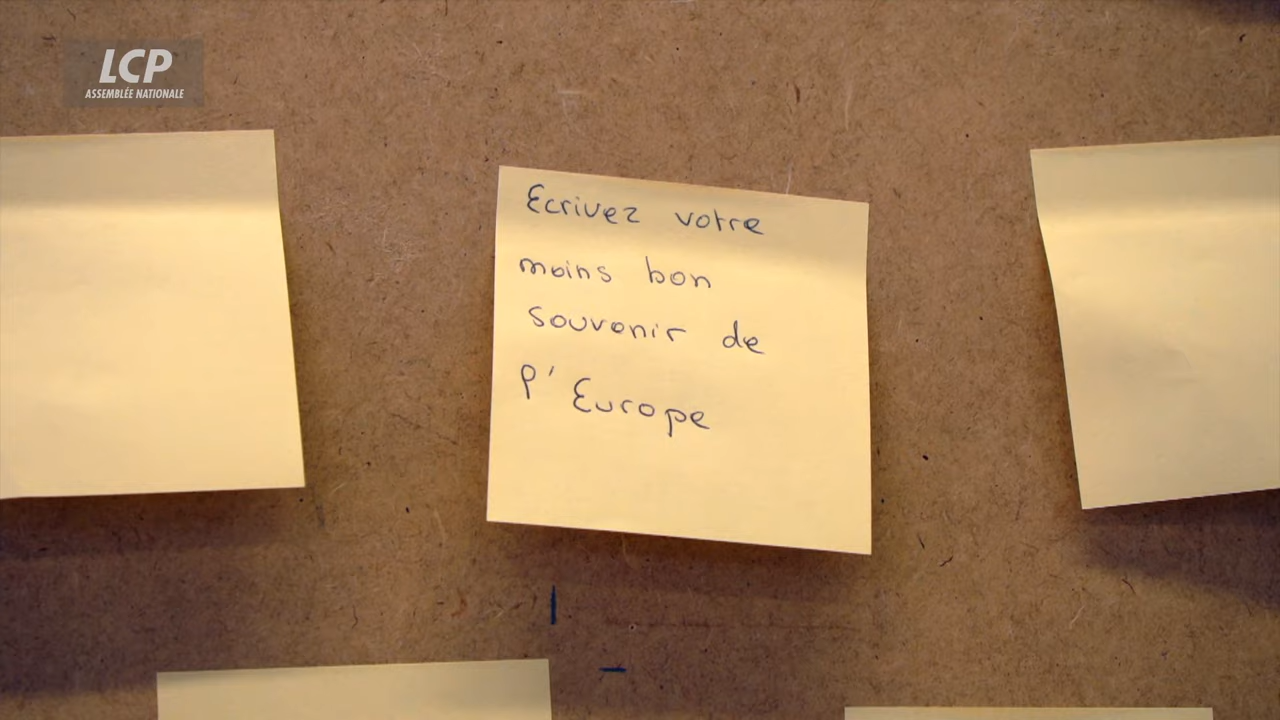 LCP
ASSEMBLÉE NATIONALE
Ecrivez votre
moins bon
souvenir de
l' Europe